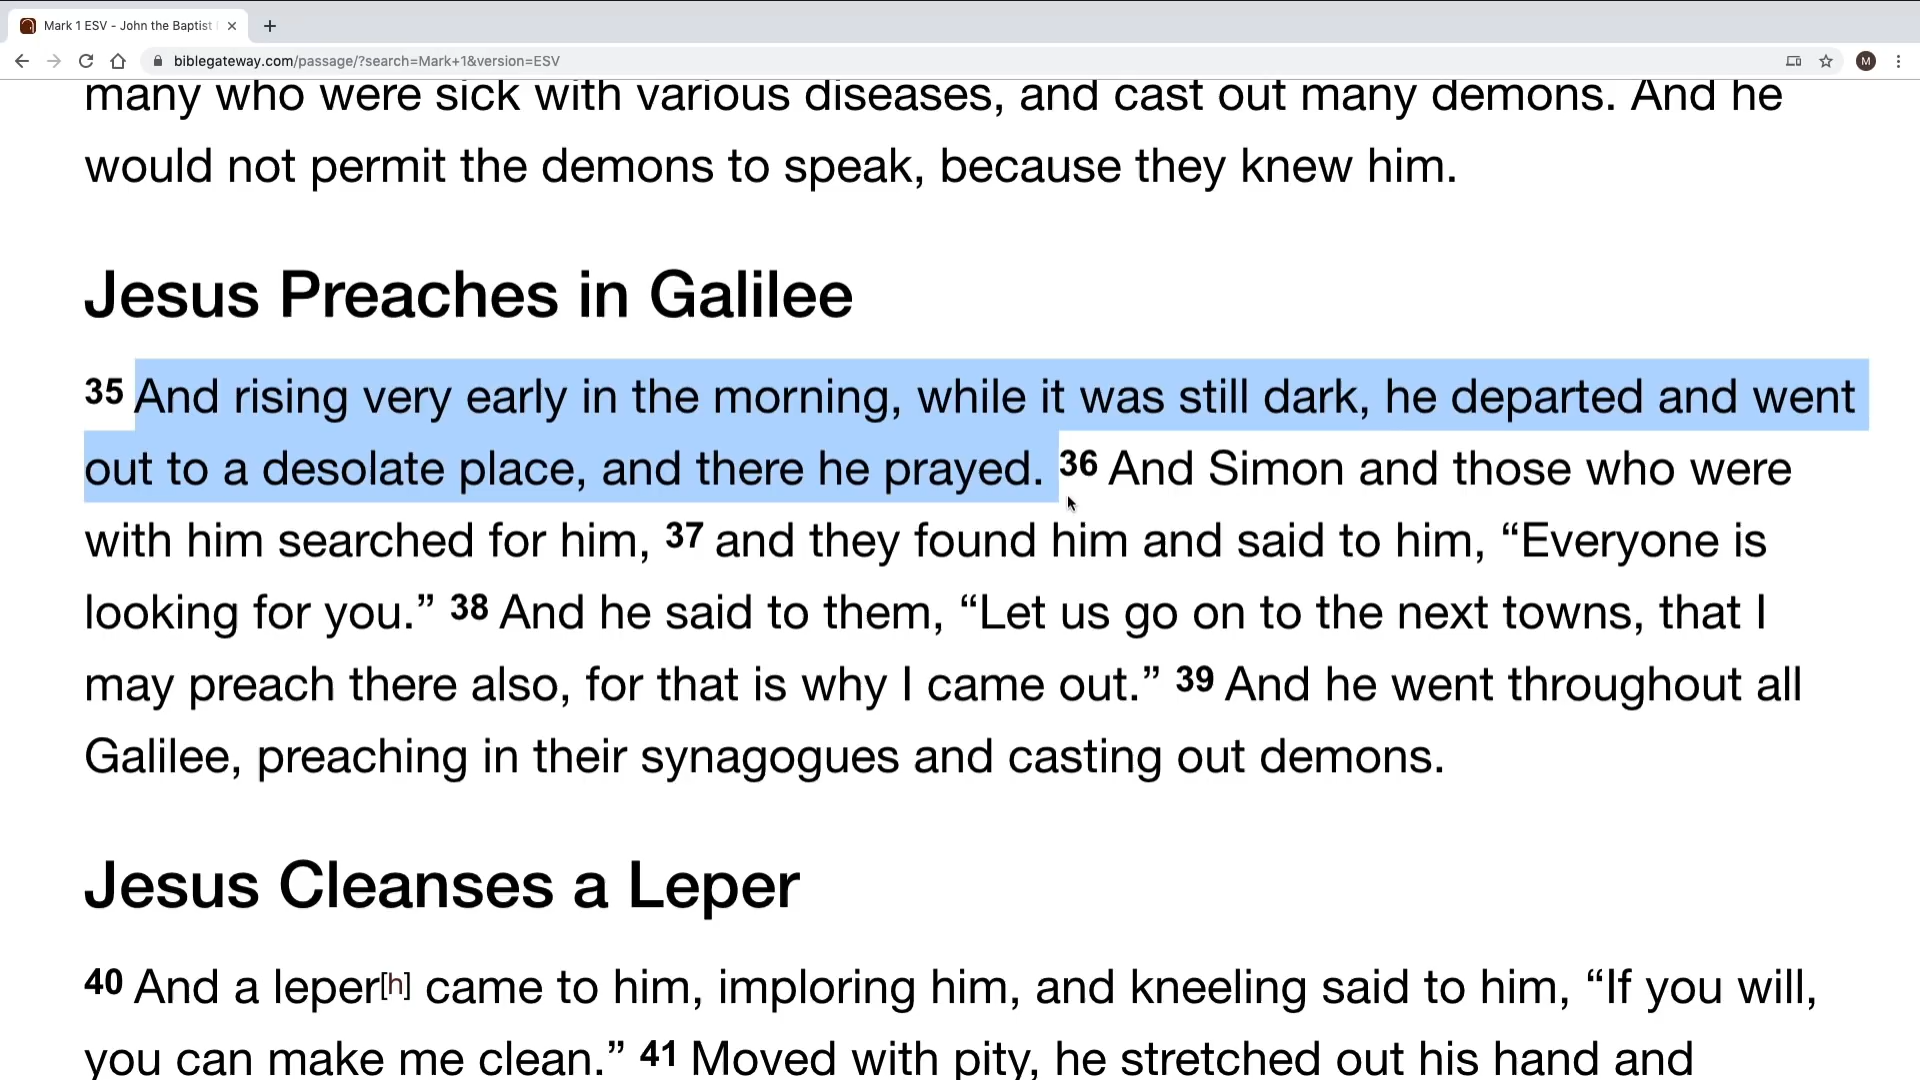 Mark 1 ESV - John the Baptist
biblegateway.com/passage/?search=Mark+1&version=ESV
M
many who were sick with various diseases, and cast out many demons. And he
would not permit the demons to speak, because they knew him.
Jesus Preaches in Galilee
35 And rising very early in the morning, while it was still dark, he departed and went
out to a desolate place, and there he prayed. 36 And Simon and those who were
with him searched for him, 37 and they found him and said to him, “Everyone is
looking for you.” 38 And he said to them, “Let us go on to the next towns, that I
may preach there also, for that is why I came out.” 39 And he went throughout all
Galilee, preaching in their synagogues and casting out demons.
Jesus Cleanses a Leper
40 And a leper[h] came to him, imploring him, and kneeling said to him, “If you will,
you can make me clean.” 41 Moved with pity, he stretched out his hand and